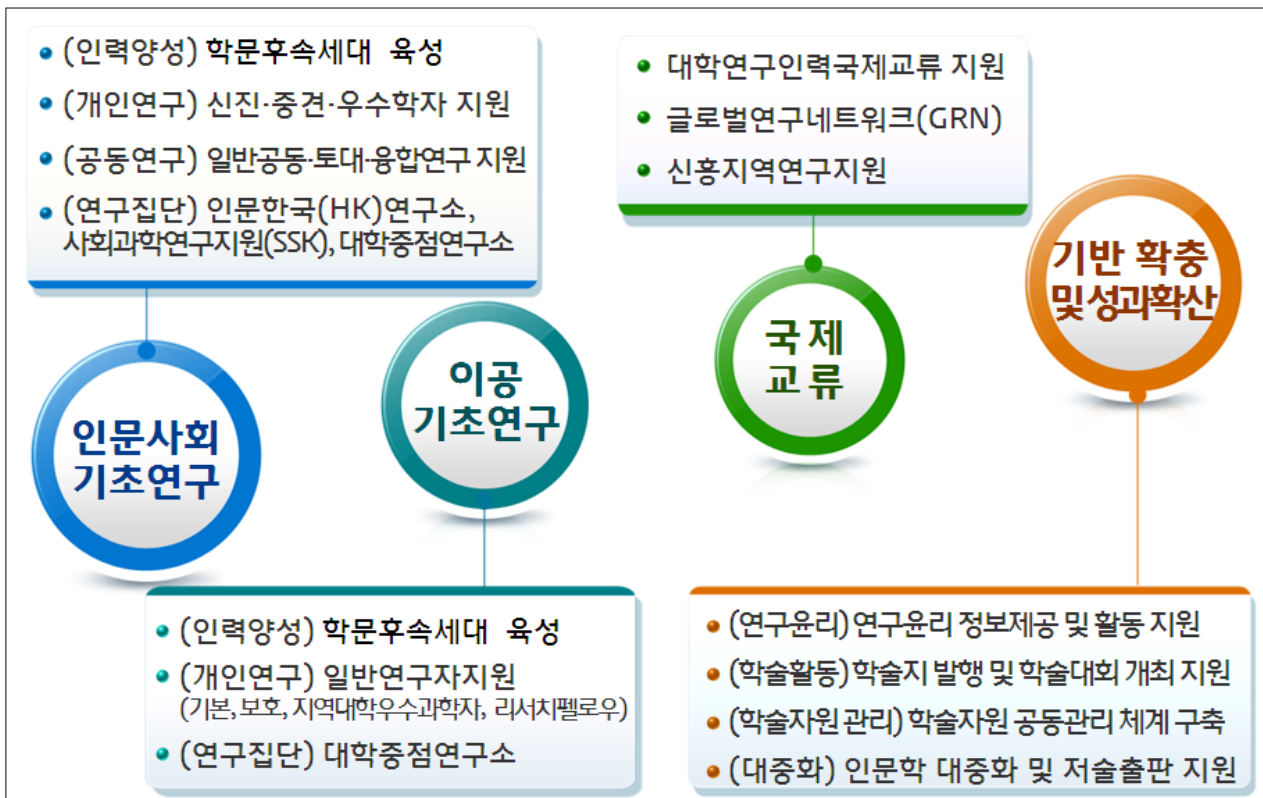 (인력양성) 학문후속세대 육성
(개인연구) 신진·중견·우수학자 지원
(공동연구) 일반공동·토대·융합연구 지원
(연구집단) 인문한국(HK)연구소,
사회과학연구지원(SSK), 대학중점연구소
인문사회
기초연구
이공
기초연구
(인력양성) 학문후속세대 육성
(개인연구) 일반연구자지원
(기본, 보호, 지역대학우수과학자, 리서치펠로우)
(연구집단) 대학중점연구소
대학연구인력국제교류 지원
글로벌연구네트워크(GRN)
신흥지역연구지원
국제
교류
기반 확충
및 성과확산
(연구윤리) 연구윤리 정보제공 및 활동 지원
(학술활동) 학술지 발행 및 학술대회 개최 지원
(학술자원 관리) 학술자원 공동관리 체계 구축
(대중화) 인문학 대중화 및 저술출판 지원